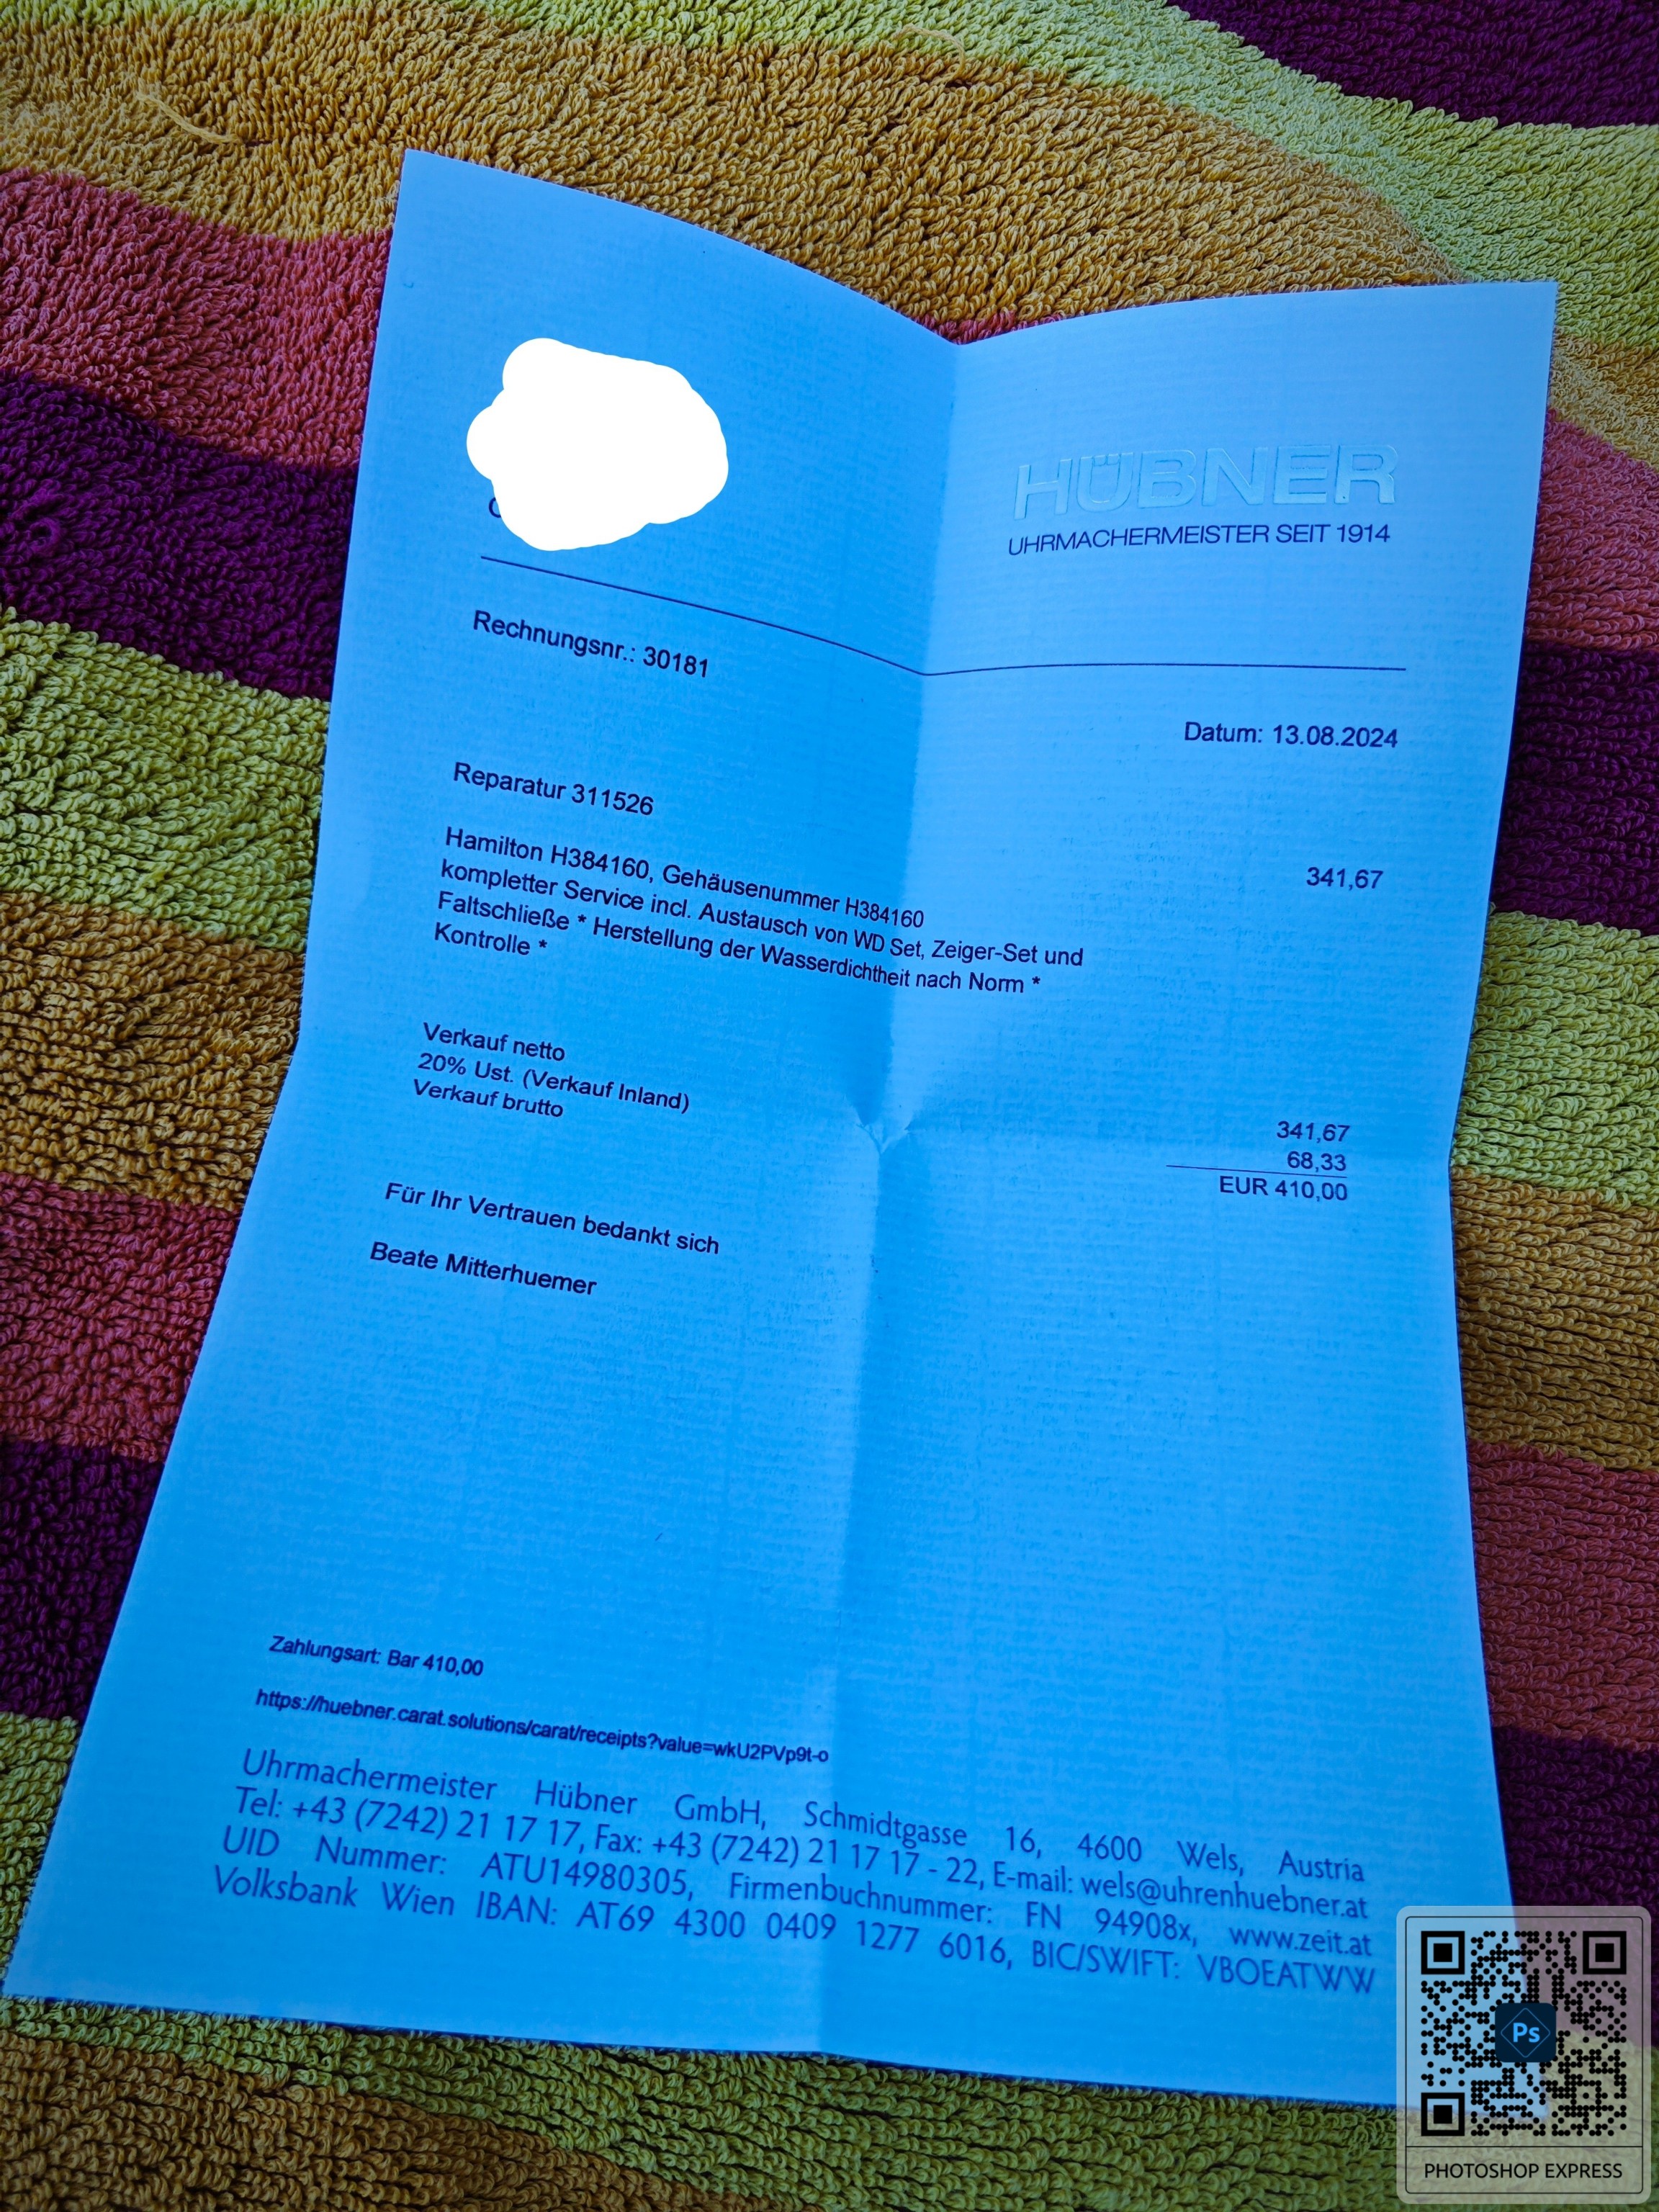 HÜBNER
UHRMACHERMEISTER SEIT 1914
Rechnungsnr.: 30181
Datum: 13.08.2024
Reparatur 311526
Hamilton H384160, Gehäusenummer H384160 341,67
kompletter Service incl. Austausch von WD Set, Zeiger-Set und
Faltschließe * Herstellung der Wasserdichtheit nach Norm *
Kontrolle *
Verkauf netto 341,67
20% Ust. (Verkauf Inland) 68,33
Verkauf brutto EUR 410,00
Für Ihr Vertrauen bedankt sich
Beate Mitterhuemer
Zahlungsart: Bar 410,00
https://huebner.carat.solutions/carat/receipts?value=wkU2PVp9t-o
Uhrmachermeister Hübner GmbH, Schmidtgasse 16, 4600 Wels, Austria
Tel: +43 (7242) 21 17 17, Fax: +43 (7242) 21 17 17 - 22, E-mail: wels@uhrenhuebner.at
UID Nummer: ATU14980305, Firmenbuchnummer: FN 94908x, www.zeit.at
Volksbank Wien IBAN: AT69 4300 0409 1277 6016, BIC/SWIFT: VBOEATWW
Ps
PHOTOSHOP EXPRESS